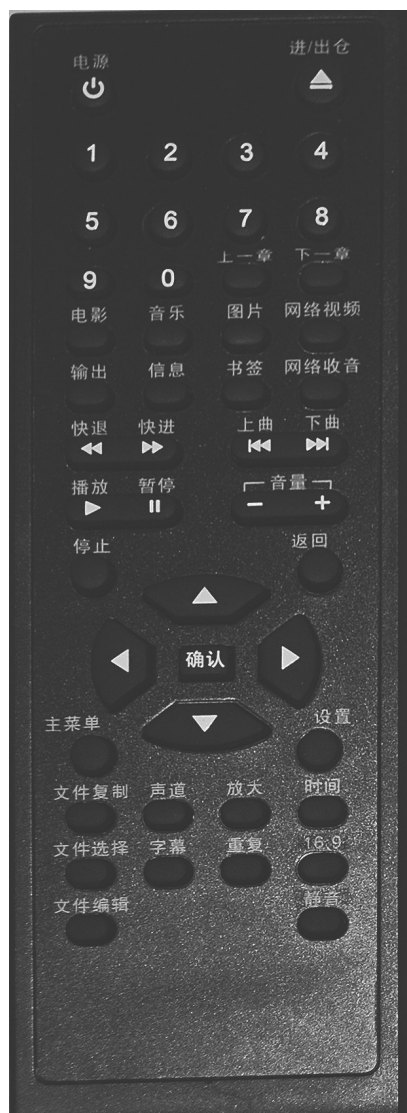 电源 进/出仓
1 2 3 4
5 6 7 8
上一章 下一章
9 0
电影 音乐 图片 网络视频
输出 信息 书签 网络收音
快退 快进 上曲 下曲
播放 暂停 音量
- +
停止 返回
确认
主菜单 设置
文件复制 声道 放大 时间
文件选择 字幕 重复 16:9
文件编辑 静音